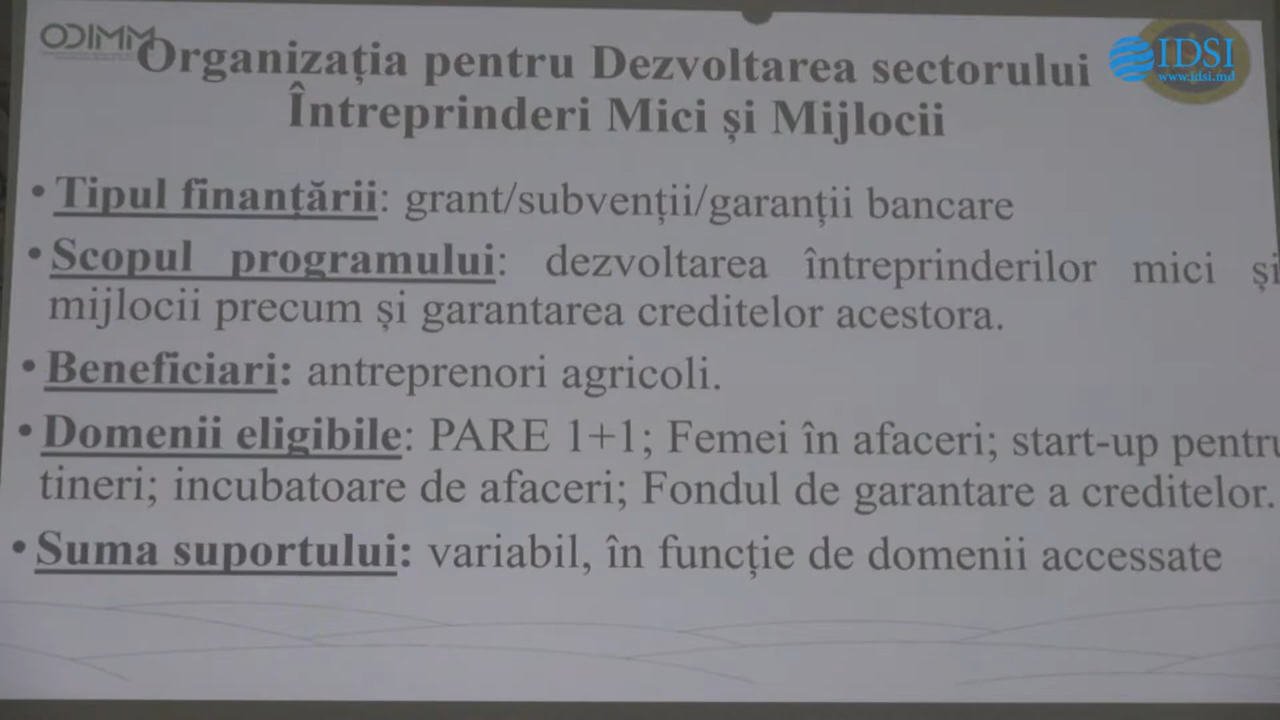 ODIMM
Organizația pentru Dezvoltarea sectorului
Întreprinderi Mici și Mijlocii
IDSI
www.idsi.md
• Tipul finanțării: grant/subvenții/garanții bancare
• Scopul programului: dezvoltarea întreprinderilor mici și
mijlocii precum și garantarea creditelor acestora.
• Beneficiari: antreprenori agricoli.
• Domenii eligibile: PARE 1+1; Femei în afaceri; start-up pentru
tineri; incubatoare de afaceri; Fondul de garantare a creditelor.
• Suma suportului: variabil, în funcție de domenii accessate